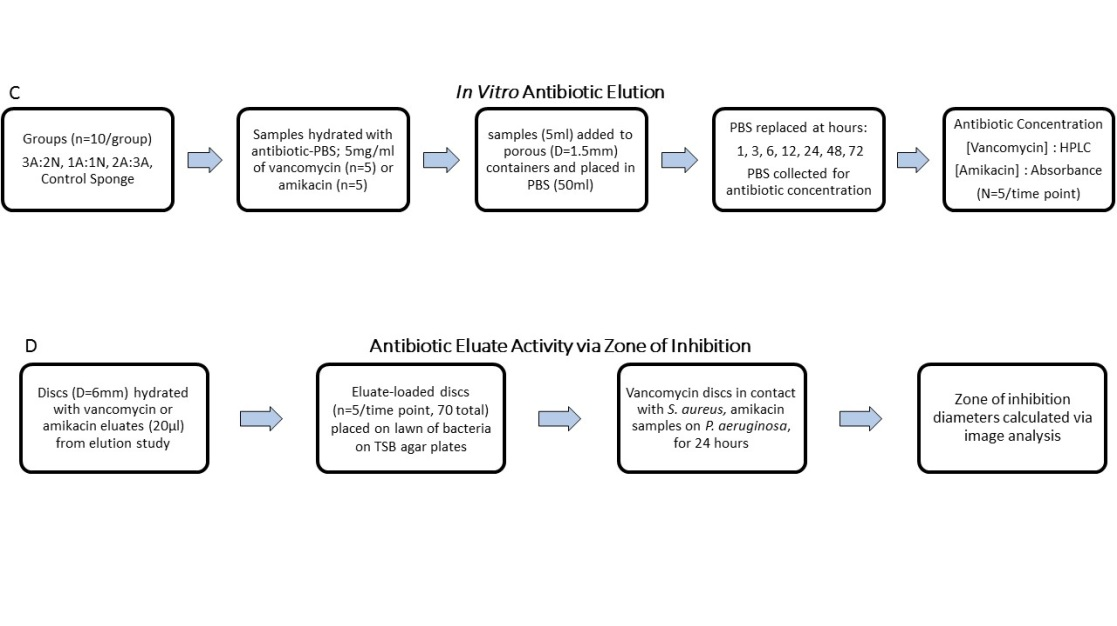 C
In Vitro Antibiotic Elution
Groups (n=10/group)
3A:2N, 1A:1N, 2A:3A,
Control Sponge
Samples hydrated with
antibiotic-PBS; 5mg/ml
of vancomycin (n=5) or
amikacin (n=5)
samples (5ml) added to
porous (D=1.5mm)
containers and placed in
PBS (50ml)
PBS replaced at hours:
1, 3, 6, 12, 24, 48, 72
PBS collected for
antibiotic concentration
Antibiotic Concentration
[Vancomycin] : HPLC
[Amikacin] : Absorbance
(N=5/time point)
D
Antibiotic Eluate Activity via Zone of Inhibition
Discs (D=6mm) hydrated
with vancomycin or
amikacin eluates (20µl)
from elution study
Eluate-loaded discs
(n=5/time point, 70 total)
placed on lawn of bacteria
on TSB agar plates
Vancomycin discs in contact
with S. aureus, amikacin
samples on P. aeruginosa,
for 24 hours
Zone of inhibition
diameters calculated via
image analysis